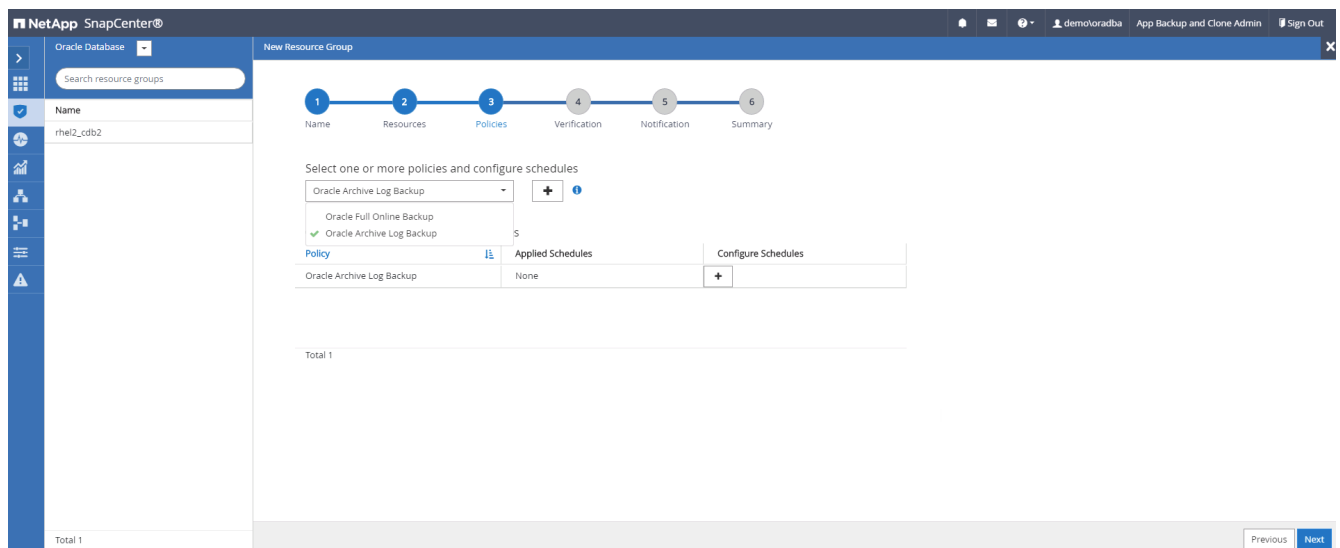 NetApp SnapCenter®
demo\oradba App Backup and Clone Admin Sign Out
Oracle Database
New Resource Group
Search resource groups
Name
rhel2_cdb2
1 2 3 4 5 6
Name Resources Policies Verification Notification Summary
Select one or more policies and configure schedules
Oracle Archive Log Backup
Oracle Full Online Backup
Oracle Archive Log Backup
s
Policy Applied Schedules Configure Schedules
Oracle Archive Log Backup None
Total 1
Total 1
Previous Next